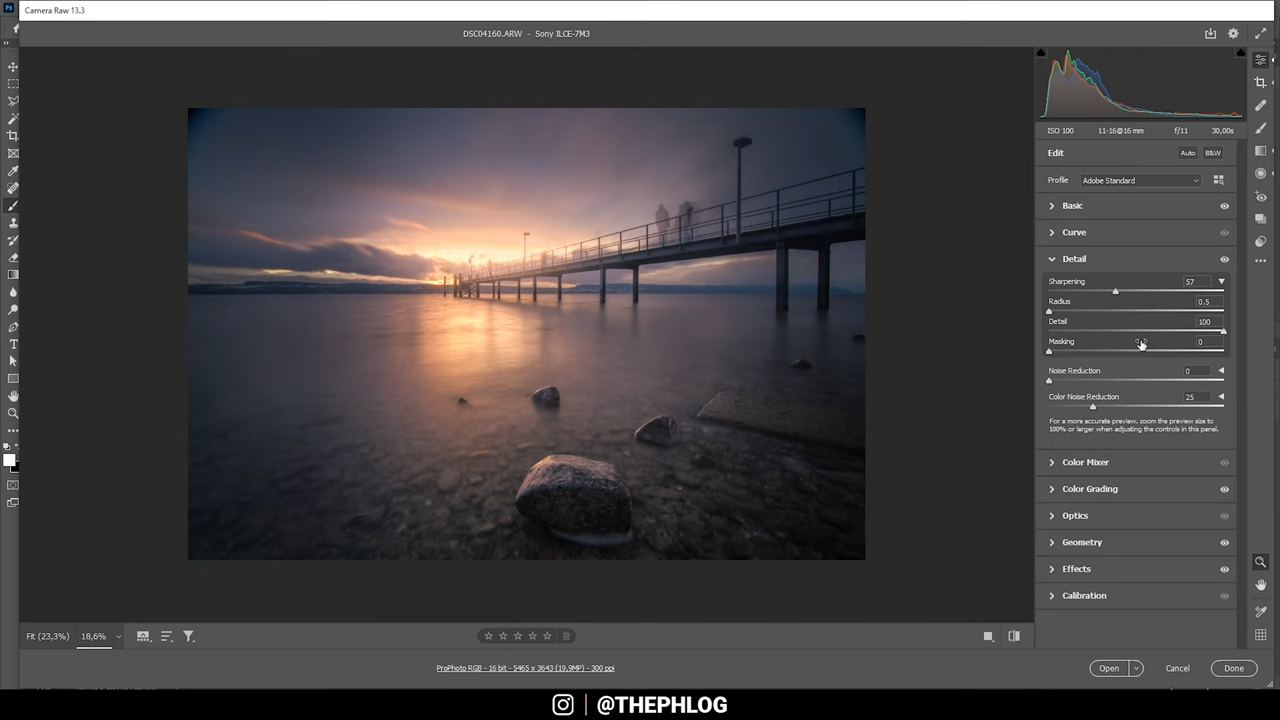 Ps
Camera Raw 13.3
DSC04160.ARW - Sony ILCE-7M3
ISO 100 11-16@16 mm f/11 30,00s
Edit Auto B&W
Profile Adobe Standard
Basic
Curve
Detail
Sharpening 57
Radius 0.5
Detail 100
Masking 0
Noise Reduction 0
Color Noise Reduction 25
For a more accurate preview, zoom the preview size to
100% or larger when adjusting the controls in this panel.
Color Mixer
Color Grading
Optics
Geometry
Effects
Calibration
Fit (23,3%) 18,6%
ProPhoto RGB - 16 bit - 5465 x 3643 (19,9MP) - 300 ppi
Open Cancel Done
@THEPHLOG